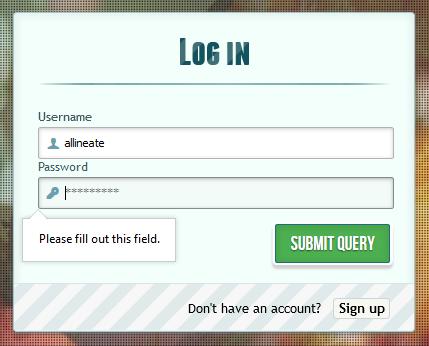 LOG IN
Username
allineate
Password
*********
Please fill out this field.
SUBMIT QUERY
Don't have an account? Sign up